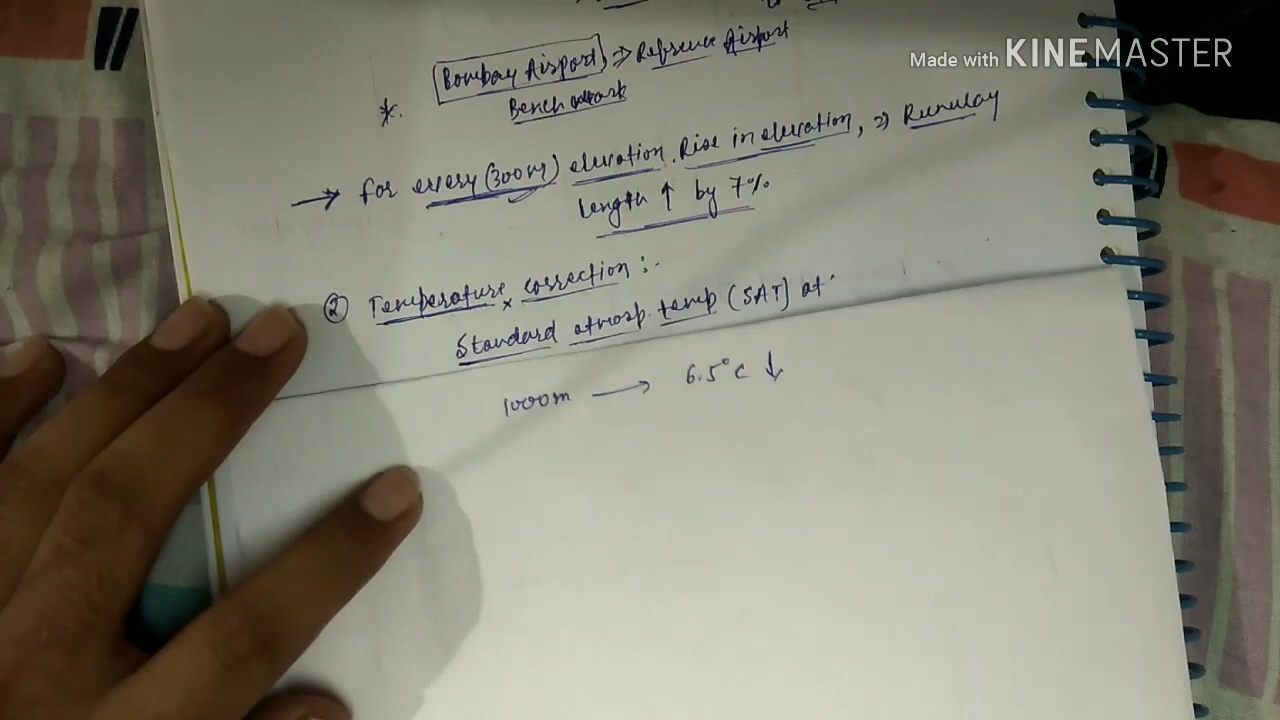 Made with KINEMASTER
Bombay Airport, ⇒ Refrence Airport
*. Bench Mark
→ for every (300m) elevation. Rise in elevation, ⇒ Runway
length ↑ by 7%
② Temperature correction :-
x
Standard atmosp. temp (SAT) at
1000m → 6.5°c ↓